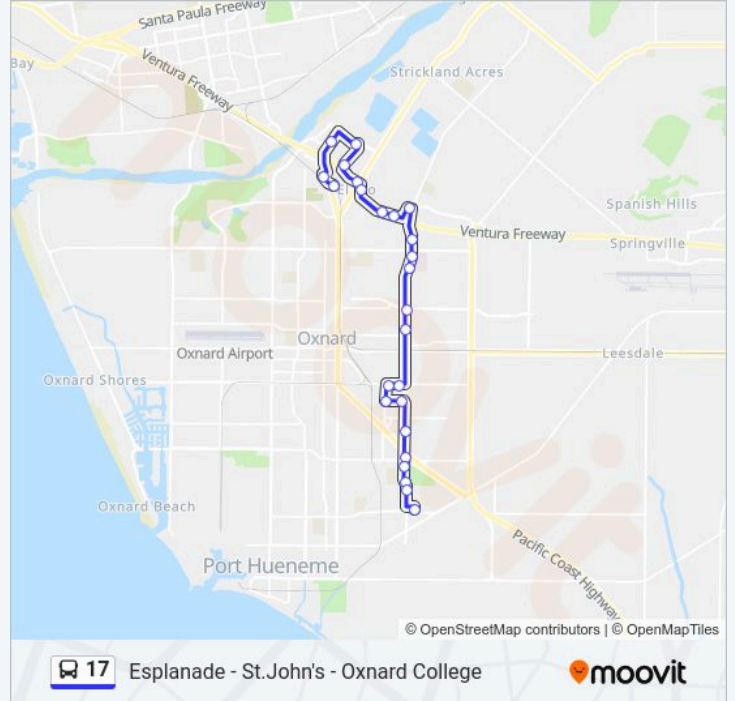 Santa Paula Freeway
Bay
Ventura Freeway
Strickland Acres
Spanish Hills
Ventura Freeway
Springville
Oxnard
Oxnard Airport
Leesdale
Oxnard Shores
Oxnard Beach
Pacific Coast Highway
Port Hueneme
© OpenStreetMap contributors | © OpenMapTiles
17 Esplanade - St.John's - Oxnard College
moovit